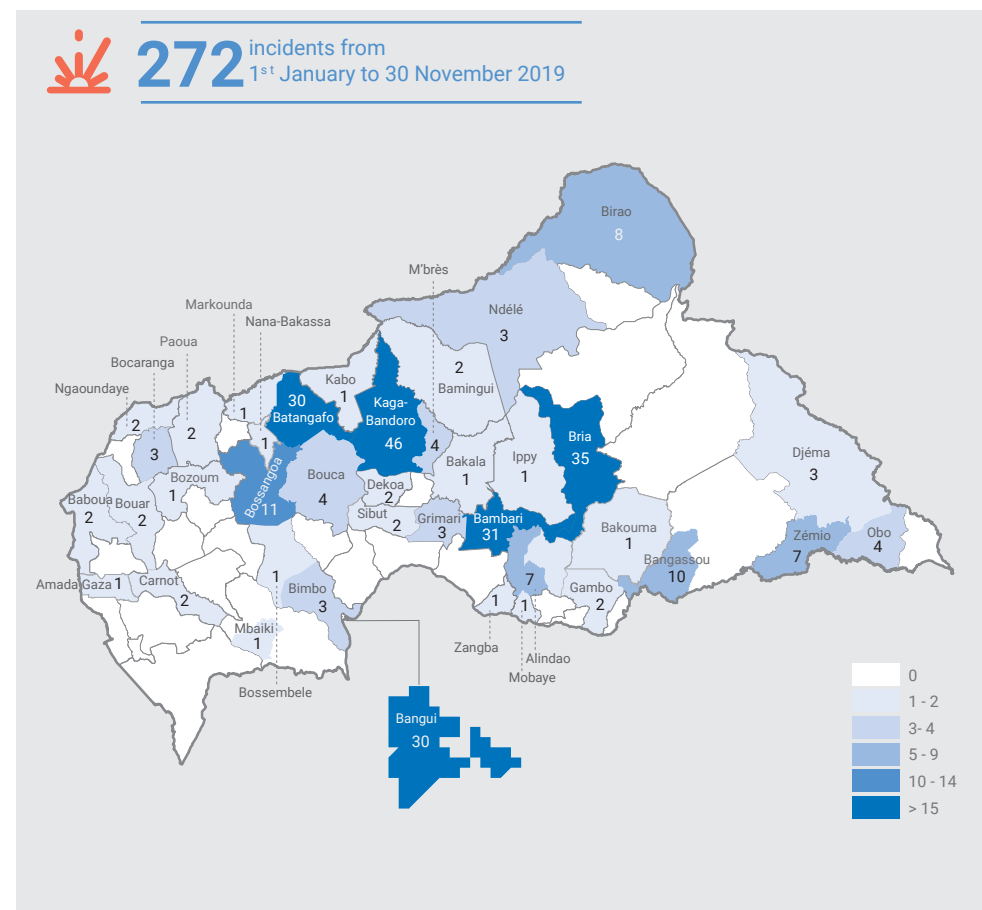 272 incidents from
1st January to 30 November 2019
Birao
8
M'brès
Markounda
Ndélé
Nana-Bakassa
3
Paoua
Bocaranga
2
Kabo
Bamingui
Ngaoundaye
1
30
Batangafo
Kaga-
Bandoro
46
1
2
2
1
4
Bria
35
3
Bouca
4
Bakala
1
Ippy
1
Djéma
3
Bozoum
1
Bossangoa
11
Dekoa
2
Baboua
2
Bouar
2
Sibut
2
Grimari
3
Bambari
31
Bakouma
1
Zémio
7
Obo
4
Bangassou
10
Amada Gaza 1
Carnot
2
1
Bimbo
3
7
Gambo
2
1
1
Mbaiki
1
Zangba
Alindao
Mobaye
Bossembele
Bangui
30
0
1 - 2
3- 4
5 - 9
10 - 14
> 15